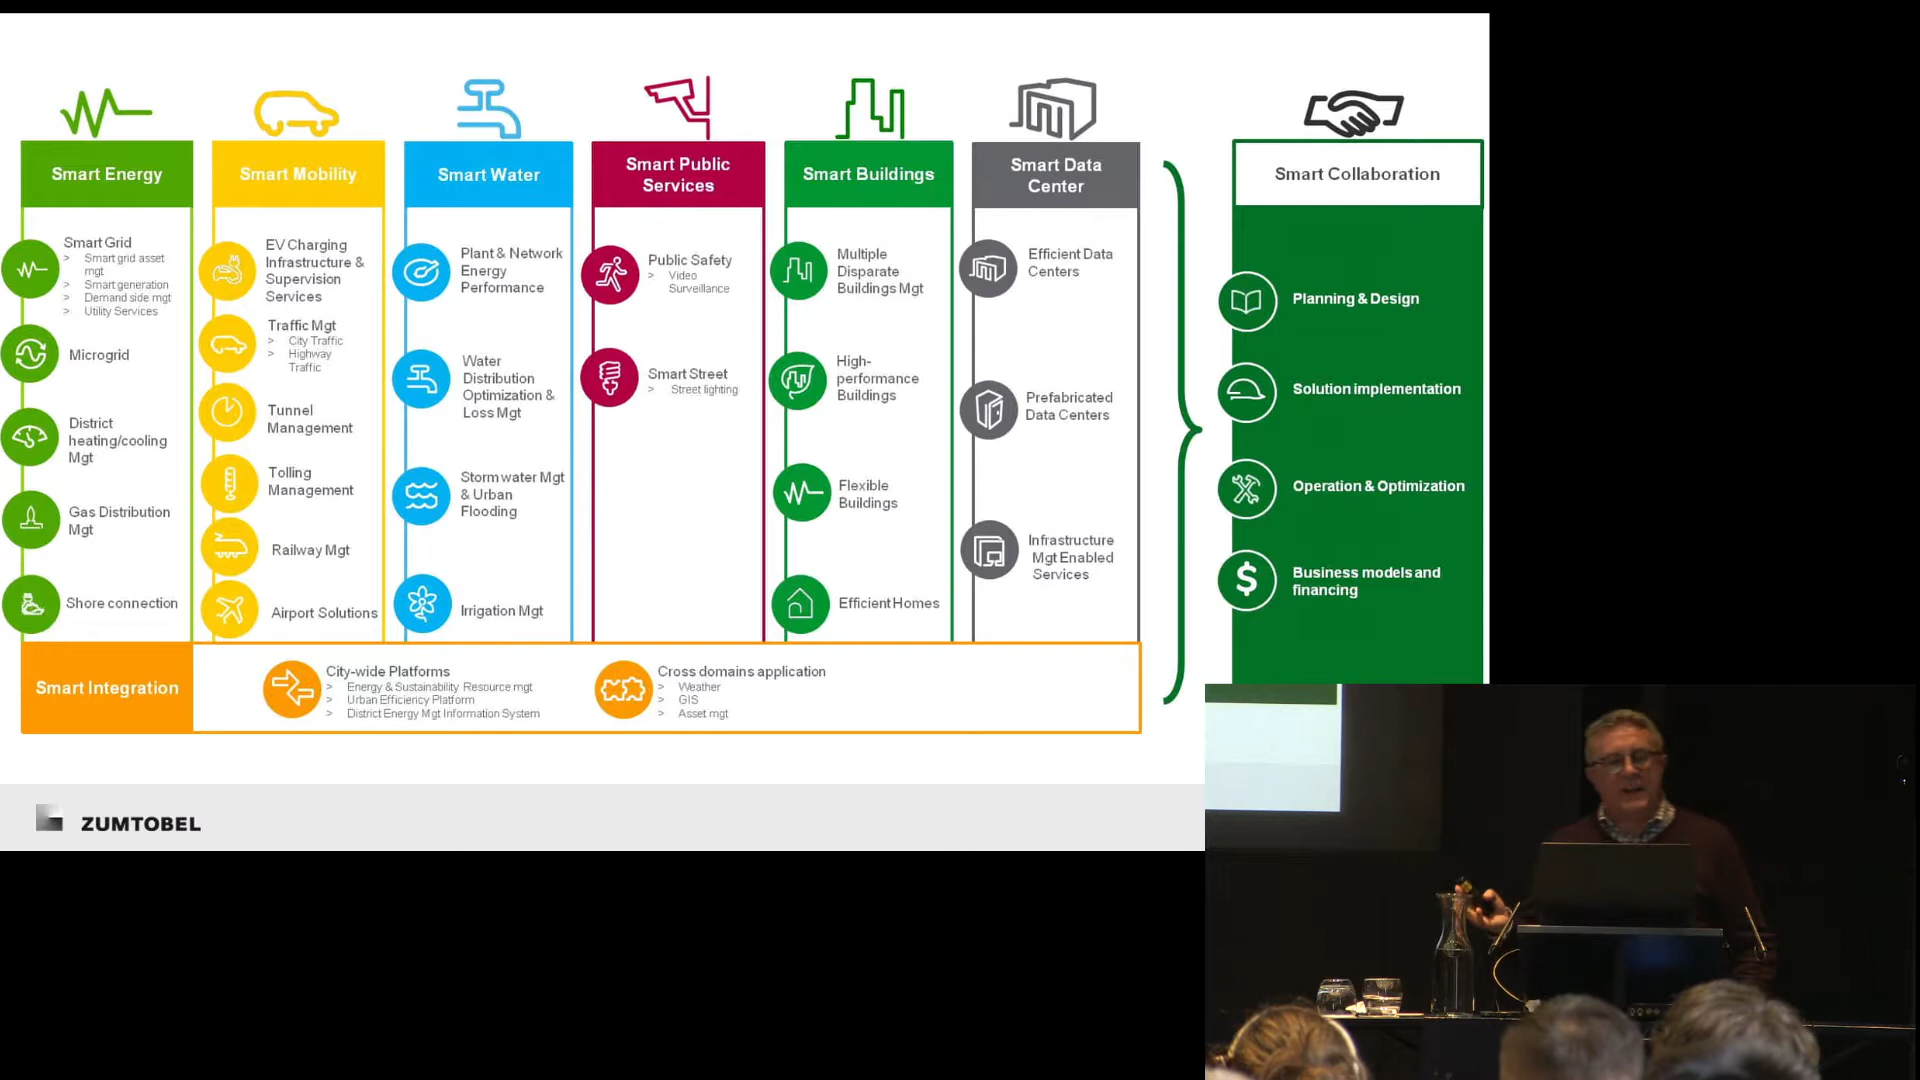 Smart Energy
Smart Grid
> Smart grid asset
mgt
> Smart generation
> Demand side mgt
> Utility Services
Microgrid
District
heating/cooling
Mgt
Gas Distribution
Mgt
Shore connection
Smart Mobility
EV Charging
Infrastructure &
Supervision
Services
Traffic Mgt
> City Traffic
> Highway
Traffic
Tunnel
Management
Tolling
Management
Railway Mgt
Airport Solutions
Smart Water
Plant & Network
Energy
Performance
Water
Distribution
Optimization &
Loss Mgt
Storm water Mgt
& Urban
Flooding
Irrigation Mgt
Smart Public
Services
Public Safety
> Video
Surveillance
Smart Street
> Street lighting
Smart Buildings
Multiple
Disparate
Buildings Mgt
High-
performance
Buildings
Flexible
Buildings
Efficient Homes
Smart Data
Center
Efficient Data
Centers
Prefabricated
Data Centers
Infrastructure
Mgt Enabled
Services
Smart Collaboration
Planning & Design
Solution implementation
Operation & Optimization
$ Business models and
financing
Smart Integration
City-wide Platforms
> Energy & Sustainability Resource mgt
> Urban Efficiency Platform
> District Energy Mgt Information System
Cross domains application
> Weather
> GIS
> Asset mgt
ZUMTOBEL